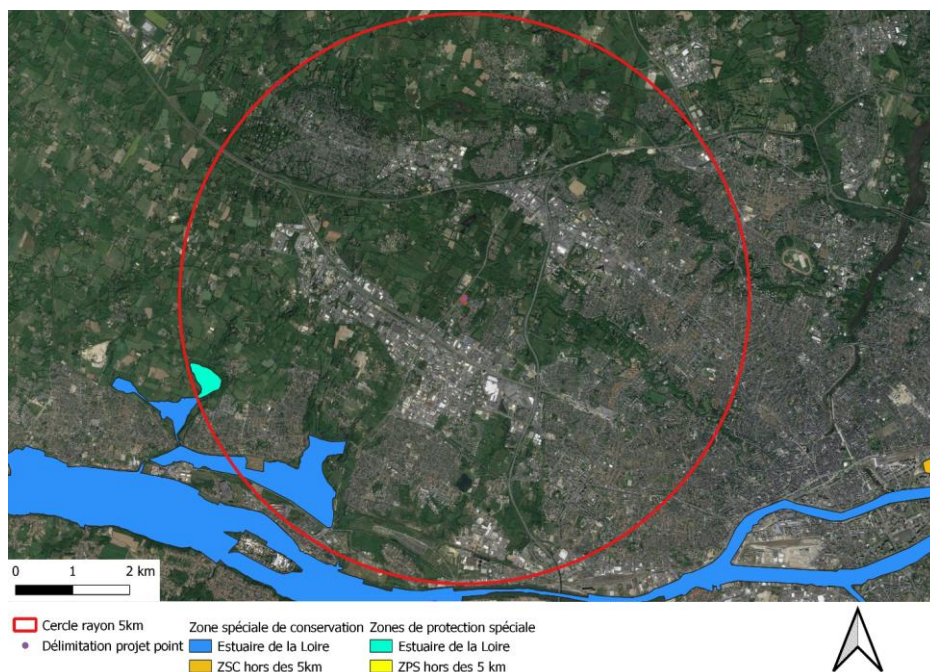 0 1 2 km
Cercle rayon 5km
Délimitation projet point
Zone spéciale de conservation
Estuaire de la Loire
ZSC hors des 5km
Zones de protection spéciale
Estuaire de la Loire
ZPS hors des 5 km